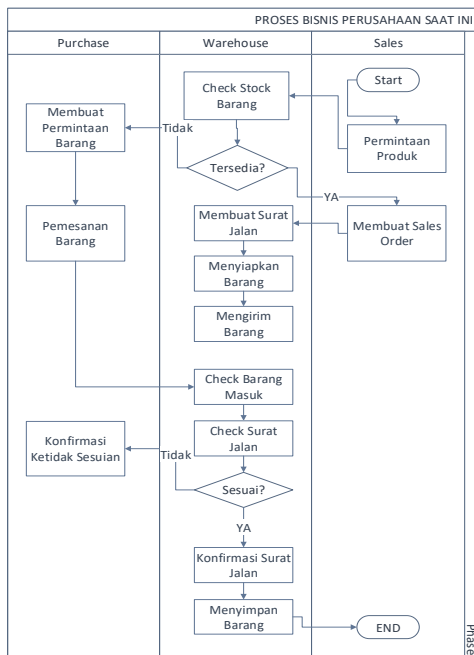 PROSES BISNIS PERUSAHAAN SAAT INI
Purchase
Warehouse
Sales
Start
Check Stock
Barang
Membuat
Permintaan
Barang
Tidak
Permintaan
Produk
Tersedia?
YA
Pemesanan
Barang
Membuat Surat
Jalan
Membuat Sales
Order
Menyiapkan
Barang
Mengirim
Barang
Check Barang
Masuk
Konfirmasi
Ketidak Sesuian
Check Surat
Jalan
Tidak
Sesuai?
YA
Konfirmasi Surat
Jalan
Menyimpan
Barang
END
Phase